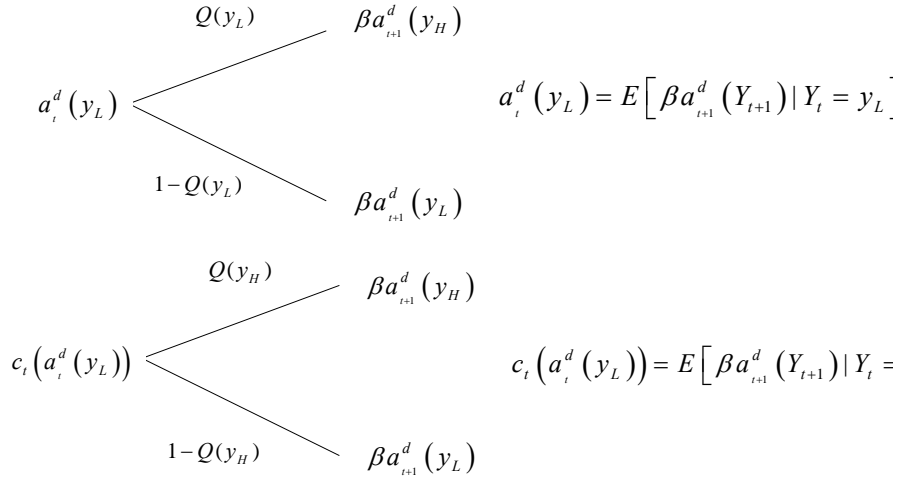 Q(y_L)
βa^d_{t+1}(y_H)
a^d_t(y_L)
a^d_t(y_L) = E[βa^d_{t+1}(Y_{t+1}) | Y_t = y_L]
1−Q(y_L)
βa^d_{t+1}(y_L)
Q(y_H)
βa^d_{t+1}(y_H)
c_t(a^d_t(y_L))
c_t(a^d_t(y_L)) = E[βa^d_{t+1}(Y_{t+1}) | Y_t =
1−Q(y_H)
βa^d_{t+1}(y_L)